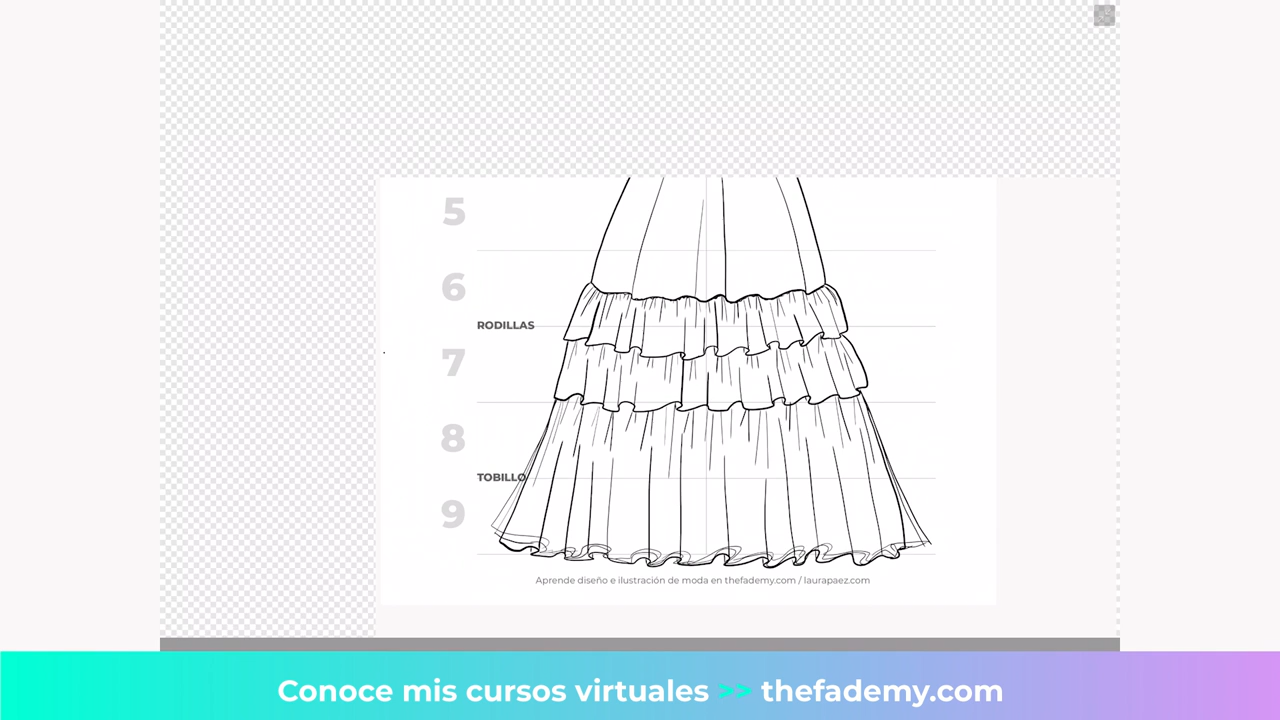 5
6
RODILLAS
7
8
TOBILLO
9
Aprende diseño e ilustración de moda en thefademy.com / laurapaez.com
Conoce mis cursos virtuales >> thefademy.com